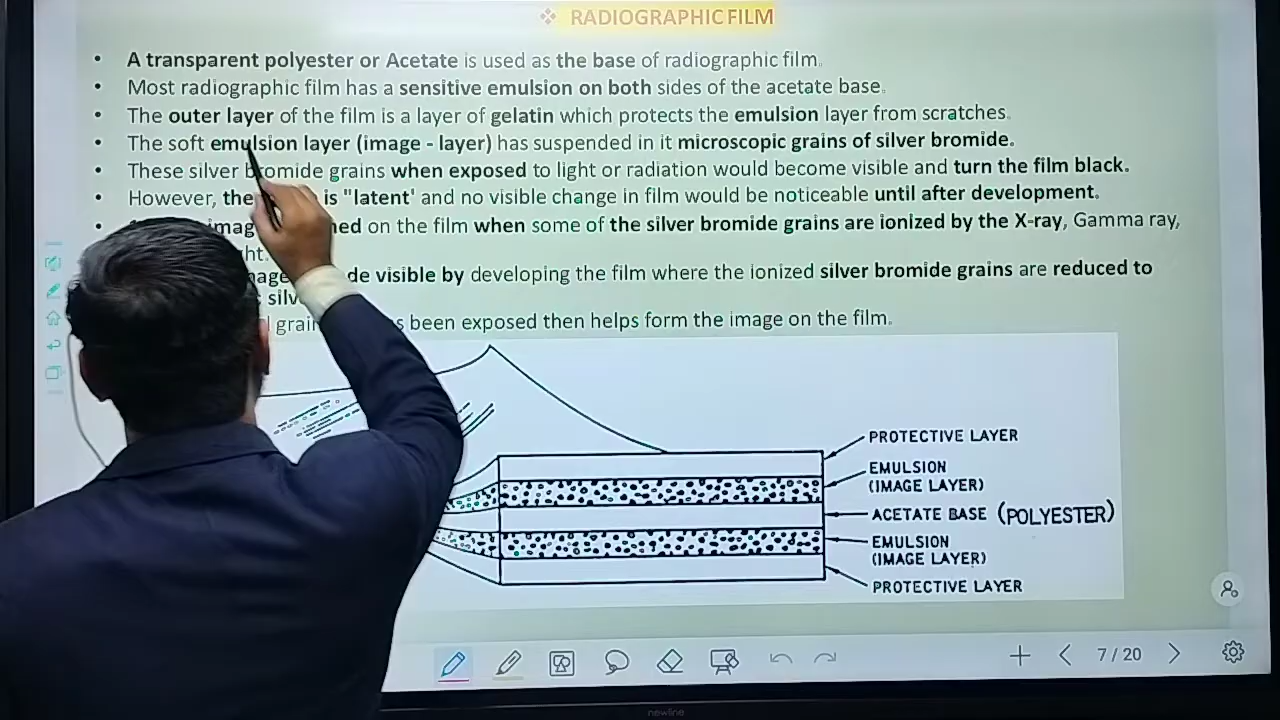 ❖ RADIOGRAPHIC FILM
• A transparent polyester or Acetate is used as the base of radiographic film.
• Most radiographic film has a sensitive emulsion on both sides of the acetate base.
• The outer layer of the film is a layer of gelatin which protects the emulsion layer from scratches.
• The soft emulsion layer (image - layer) has suspended in it microscopic grains of silver bromide.
• These silver bromide grains when exposed to light or radiation would become visible and turn the film black.
• However, the is "latent' and no visible change in film would be noticeable until after development.
on the film when some of the silver bromide grains are ionized by the X-ray, Gamma ray,
visible by developing the film where the ionized silver bromide grains are reduced to
been exposed then helps form the image on the film.
PROTECTIVE LAYER
EMULSION
(IMAGE LAYER)
ACETATE BASE (POLYESTER)
EMULSION
(IMAGE LAYER)
PROTECTIVE LAYER
7 / 20
newline